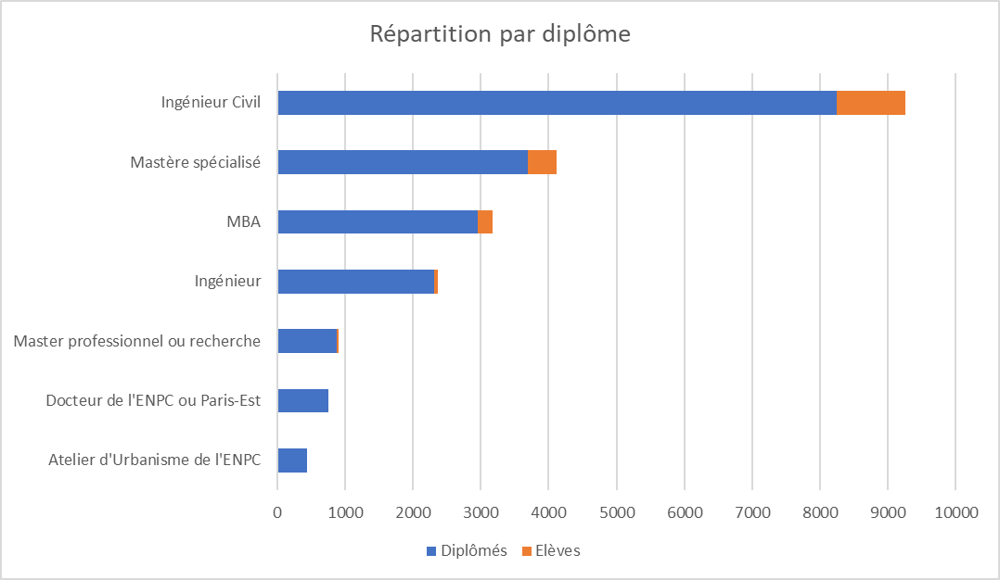 Répartition par diplôme
Ingénieur Civil
Mastère spécialisé
MBA
Ingénieur
Master professionnel ou recherche
Docteur de l'ENPC ou Paris-Est
Atelier d'Urbanisme de l'ENPC
0 1000 2000 3000 4000 5000 6000 7000 8000 9000 10000
Diplômés Elèves